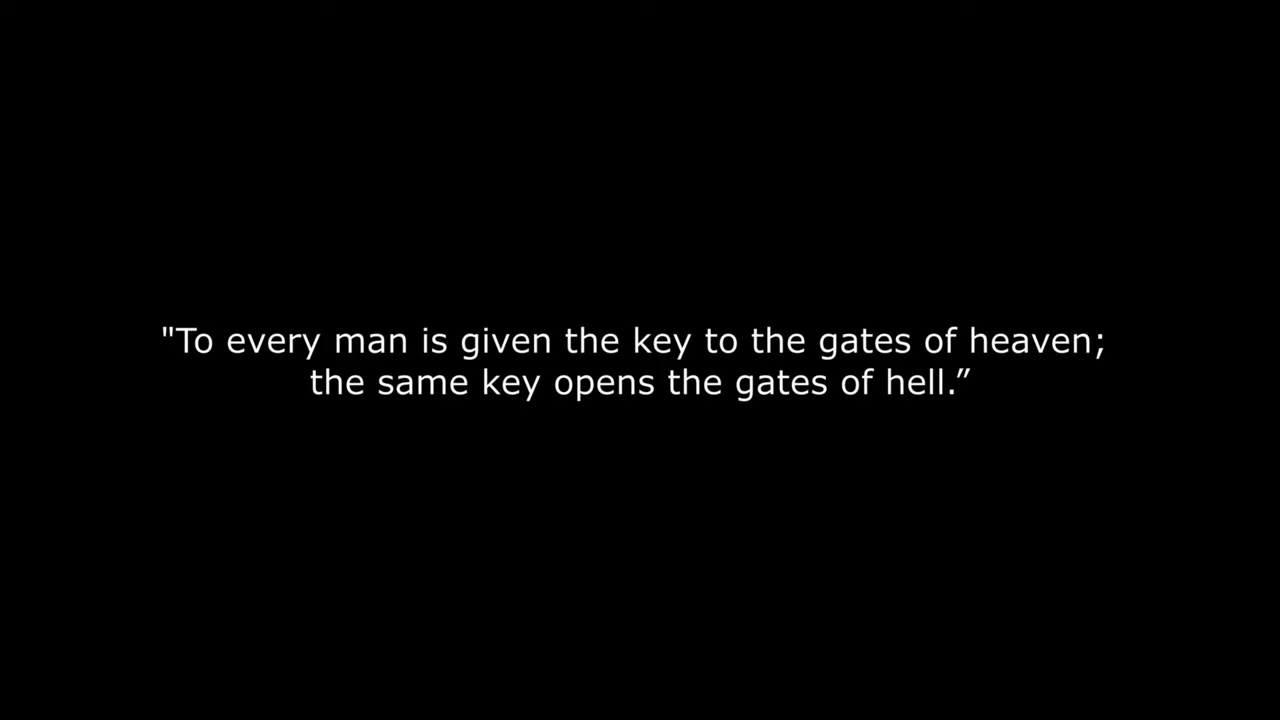 "To every man is given the key to the gates of heaven;
the same key opens the gates of hell.”